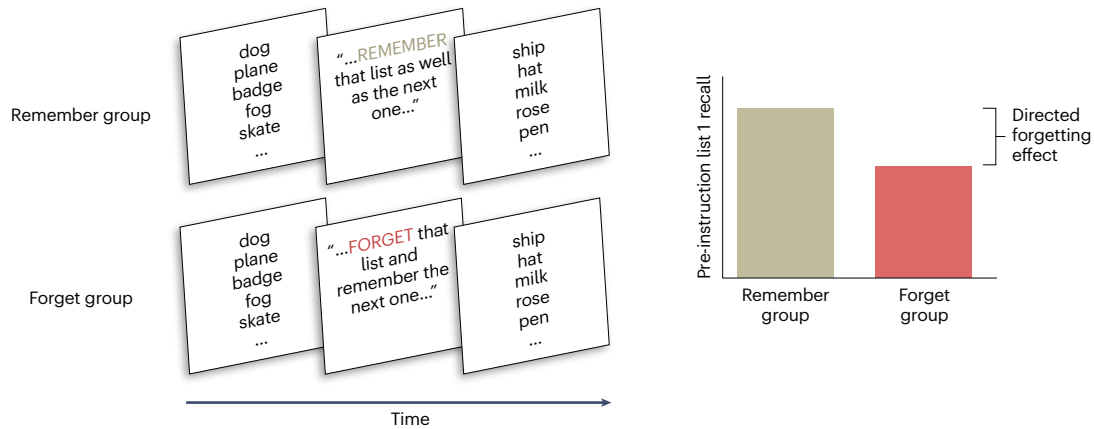 Remember group
dog
plane
badge
fog
skate
...
“...REMEMBER
that list as well
as the next
one...”
ship
hat
milk
rose
pen
...
Forget group
dog
plane
badge
fog
skate
...
“...FORGET that
list and
remember the
next one...”
ship
hat
milk
rose
pen
...
Time
Pre-instruction list 1 recall
Directed
forgetting
effect
Remember
group
Forget
group